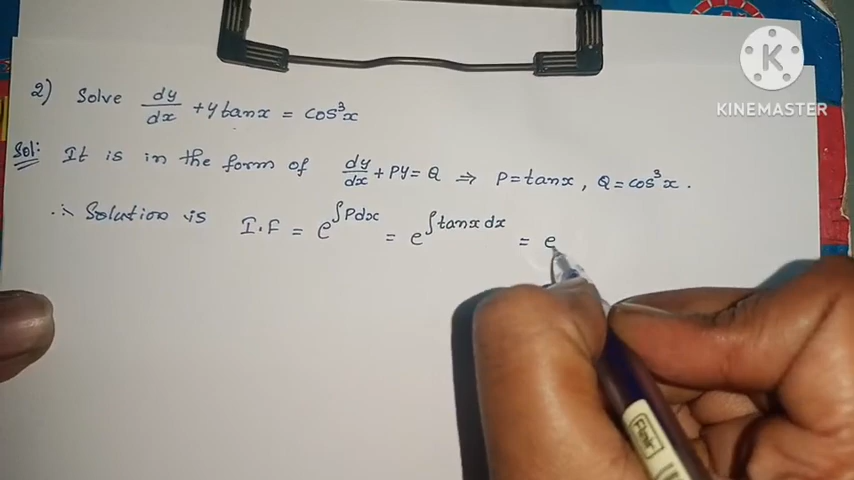 K
KINEMASTER
2) Solve dy/dx + y tanx = cos³x
Sol: It is in the form of dy/dx + Py = Q ⇒ P = tanx, Q = cos³x.
∴ Solution is I.F = e^∫Pdx = e^∫tanx dx = e